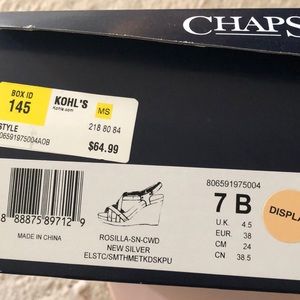 CHAPS
BOX ID
145
KOHL'S
kohls.com
MS
STYLE
806591975004AOB
218 80 84
$64.99
806591975004
7 B
U.K. 4.5
EUR 38
CM 24
CN 38.5
DISPLA
8 88875 89712 9
MADE IN CHINA
ROSILLA-SN-CWD
NEW SILVER
ELSTC/SMTHMETKDSKPU